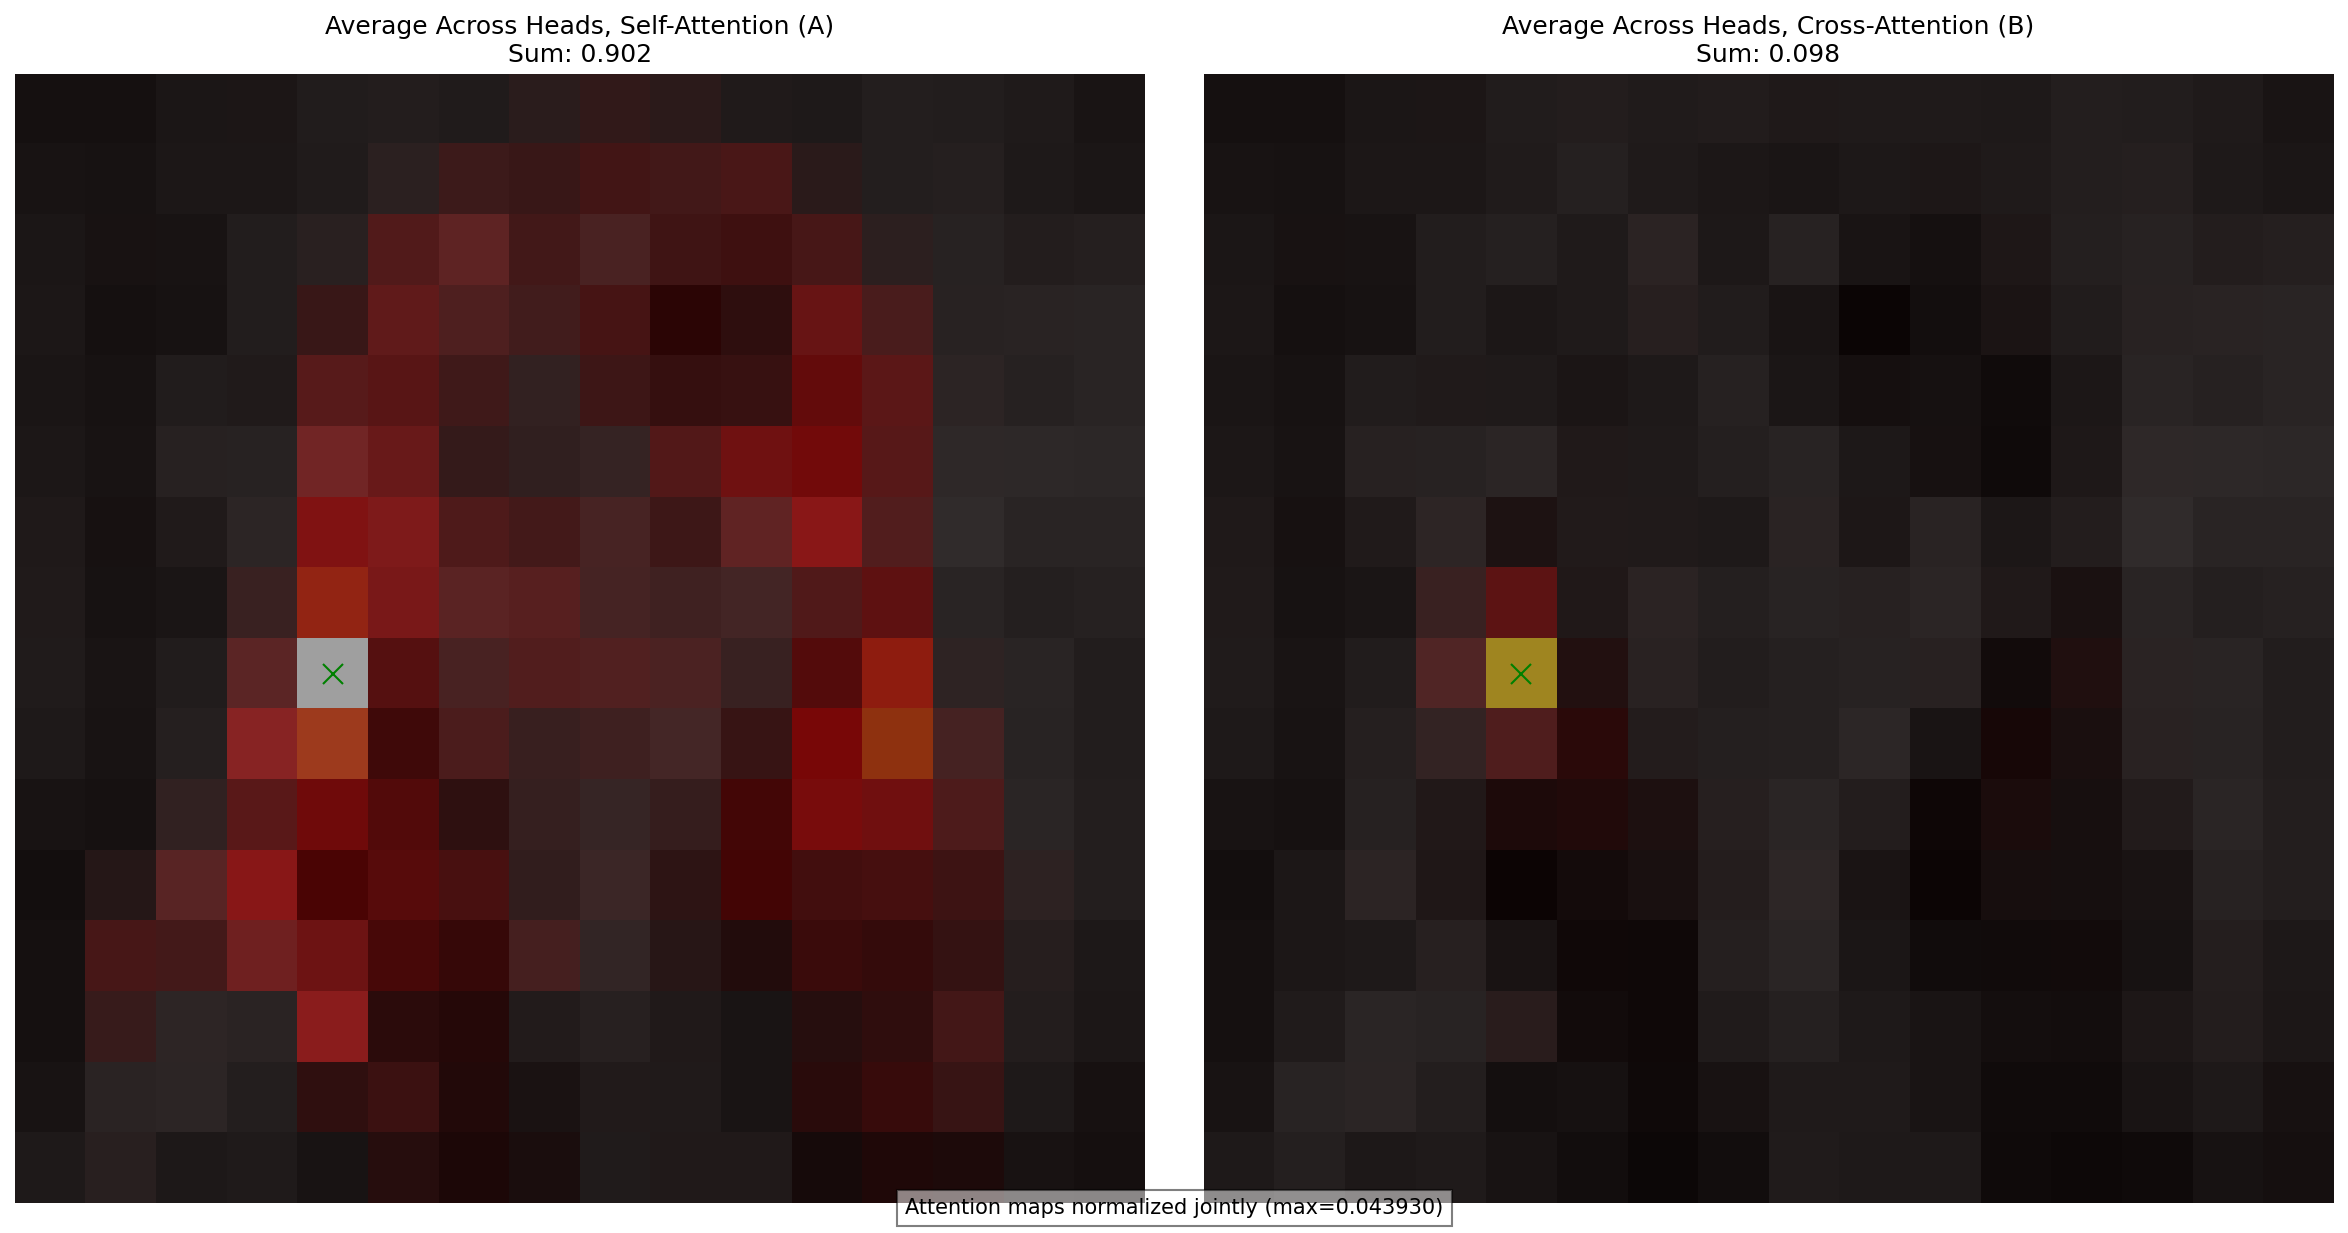 Average Across Heads, Self-Attention (A)
Sum: 0.902
Average Across Heads, Cross-Attention (B)
Sum: 0.098
Attention maps normalized jointly (max=0.043930)